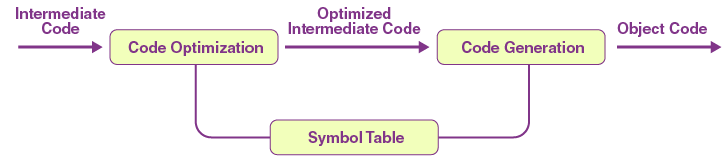 Intermediate
Code
Code Optimization
Optimized
Intermediate Code
Code Generation
Object Code
Symbol Table